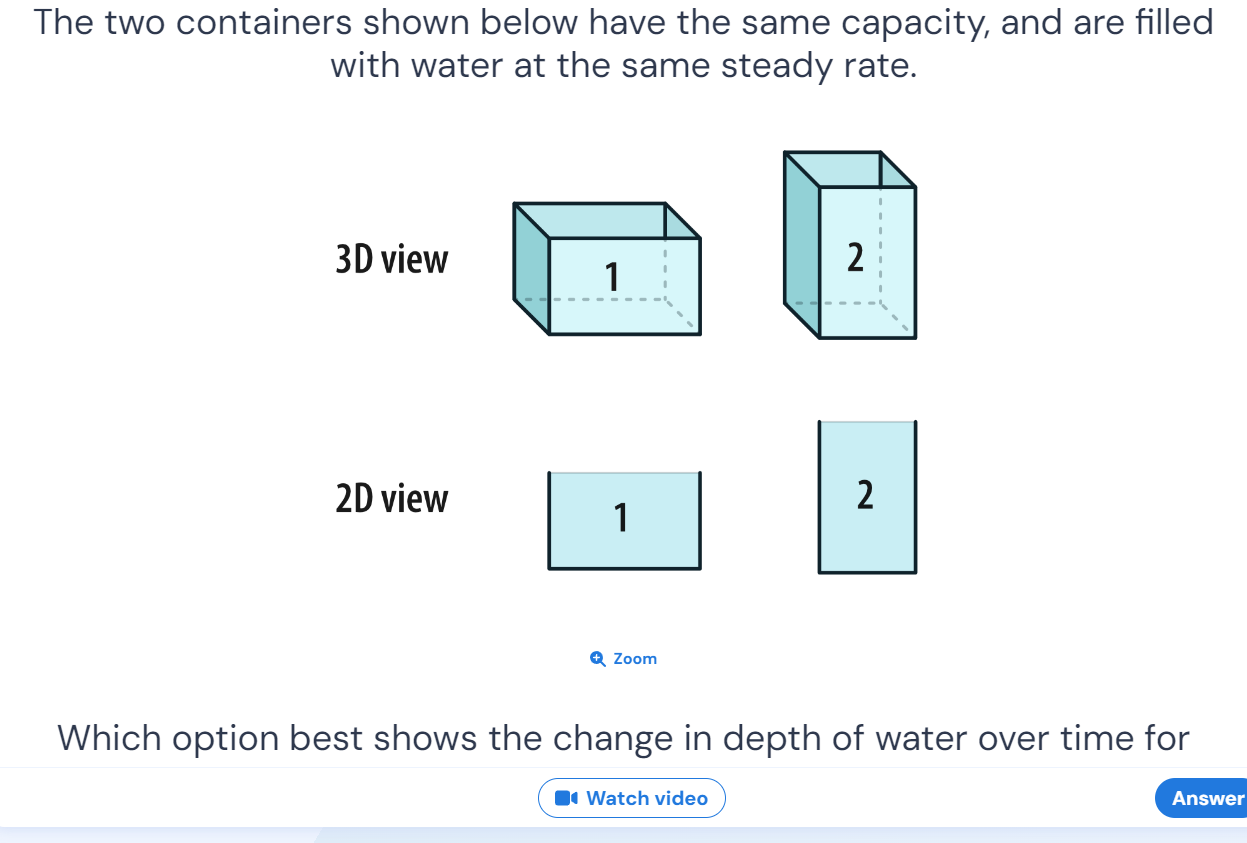 The two containers shown below have the same capacity, and are filled
with water at the same steady rate.
3D view
1
2
2D view
1
2
Zoom
Which option best shows the change in depth of water over time for
Watch video
Answer